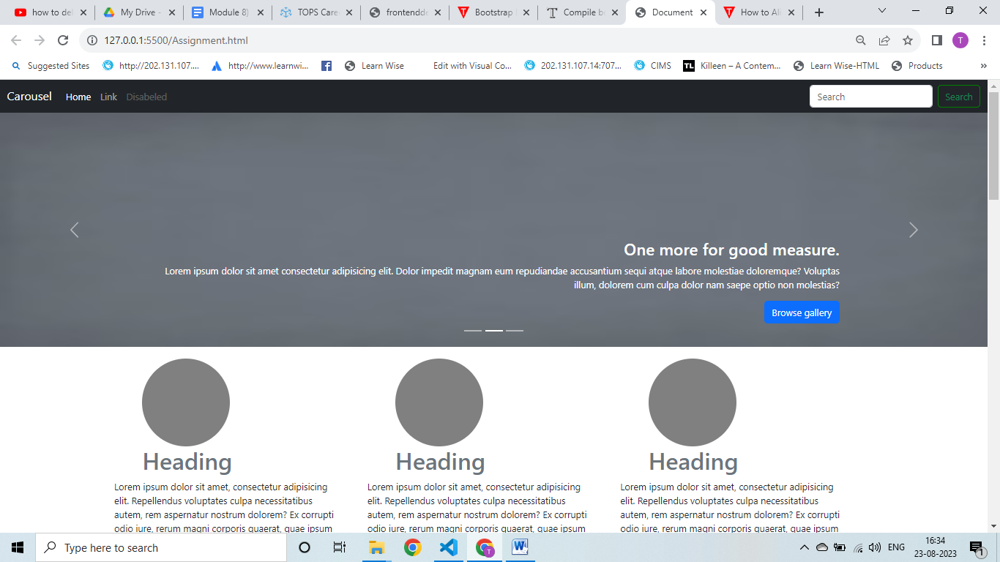 how to del
My Drive -
Module 8)
TOPS Care
frontendde
Bootstrap
Compile b
Document
How to Ali
127.0.0.1:5500/Assignment.html
T
Suggested Sites
http://202.131.107....
http://www.learnwi...
Learn Wise
Edit with Visual Co...
202.131.107.14:707...
CIMS
TL
Killeen – A Contem...
Learn Wise-HTML
Products
»
Carousel
Home
Link
Disabeled
Search
Search
One more for good measure.
Lorem ipsum dolor sit amet consectetur adipisicing elit. Dolor impedit magnam eum repudiandae accusantium sequi atque labore molestiae doloremque? Voluptas
illum, dolorem cum culpa dolor nam saepe optio non molestias?
Browse gallery
Heading
Lorem ipsum dolor sit amet, consectetur adipisicing
elit. Repellendus voluptates culpa necessitatibus
autem, rem aspernatur nostrum dolorem? Ex corrupti
odio iure, rerum magni corporis quaerat, quae ipsum
Heading
Lorem ipsum dolor sit amet, consectetur adipisicing
elit. Repellendus voluptates culpa necessitatibus
autem, rem aspernatur nostrum dolorem? Ex corrupti
odio iure, rerum magni corporis quaerat, quae ipsum
Heading
Lorem ipsum dolor sit amet, consectetur adipisicing
elit. Repellendus voluptates culpa necessitatibus
autem, rem aspernatur nostrum dolorem? Ex corrupti
odio iure, rerum magni corporis quaerat, quae ipsum
Type here to search
T
W
ENG
16:34
23-08-2023
1